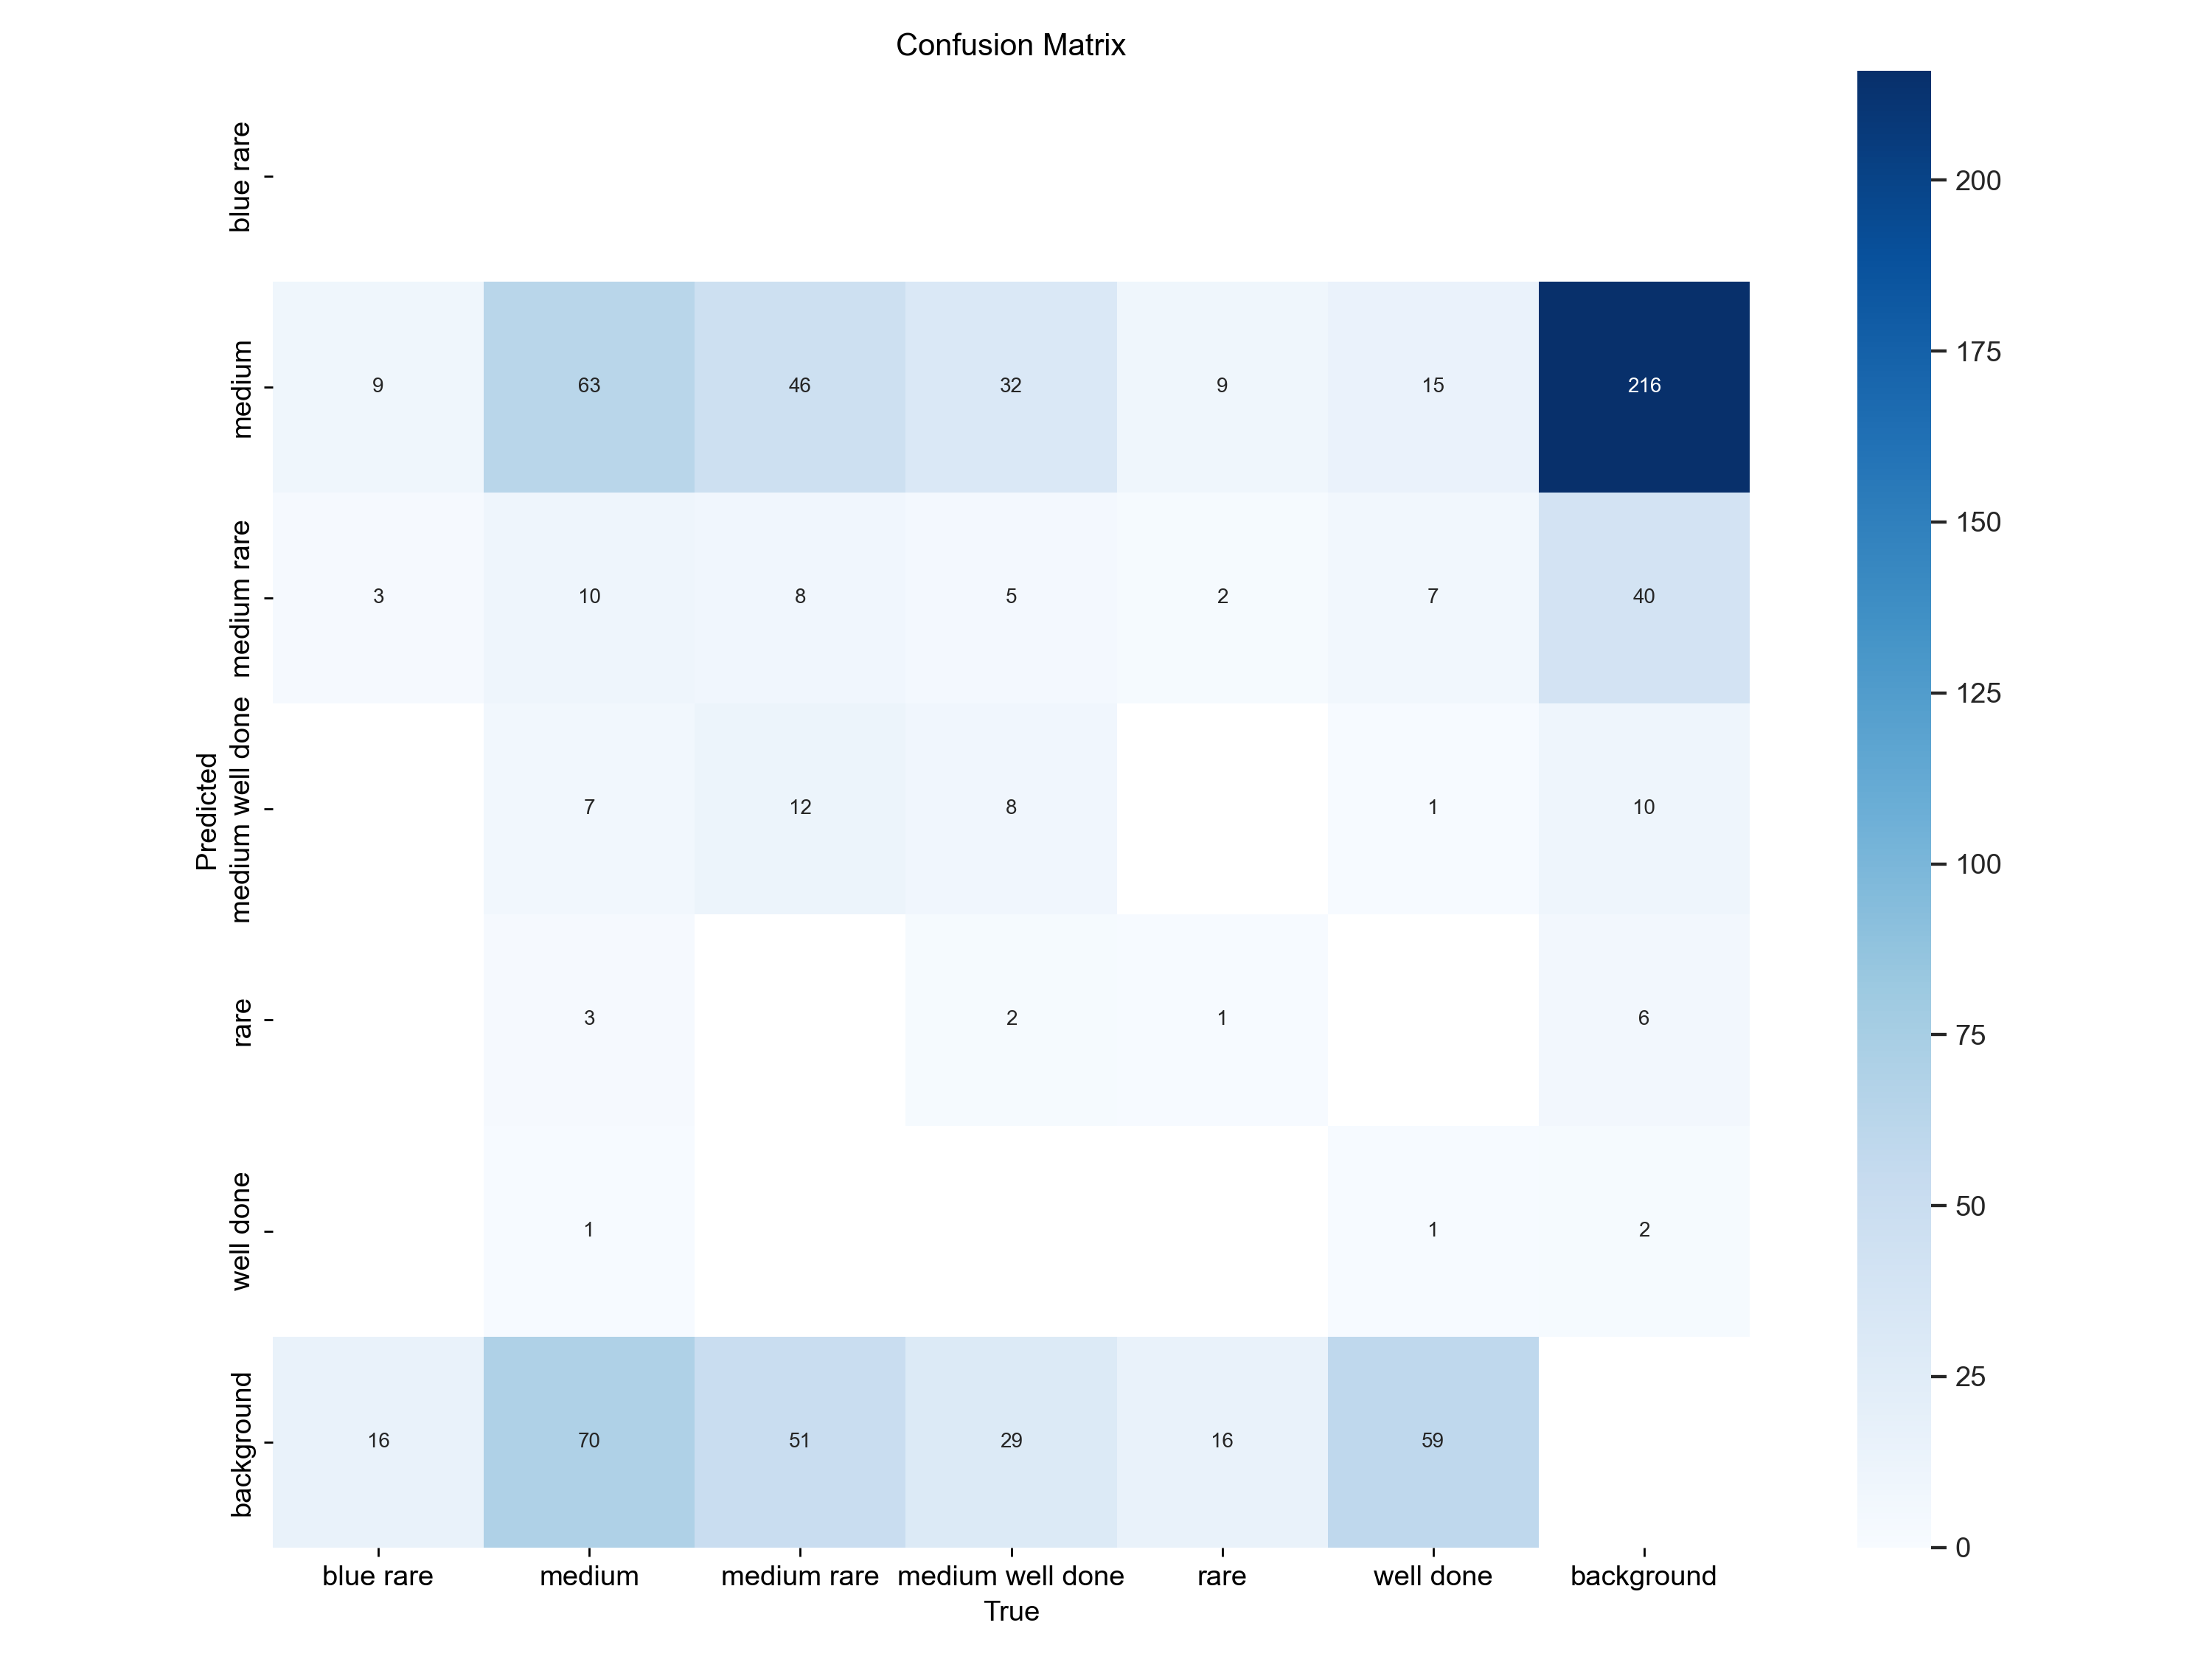 Confusion Matrix
blue rare
medium
9 63 46 32 9 15 216
medium rare
3 10 8 5 2 7 40
medium well done
7 12 8 1 10
rare
3 2 1 6
well done
1 1 2
background
16 70 51 29 16 59
Predicted
blue rare medium medium rare medium well done rare well done background
True
200
175
150
125
100
75
50
25
0